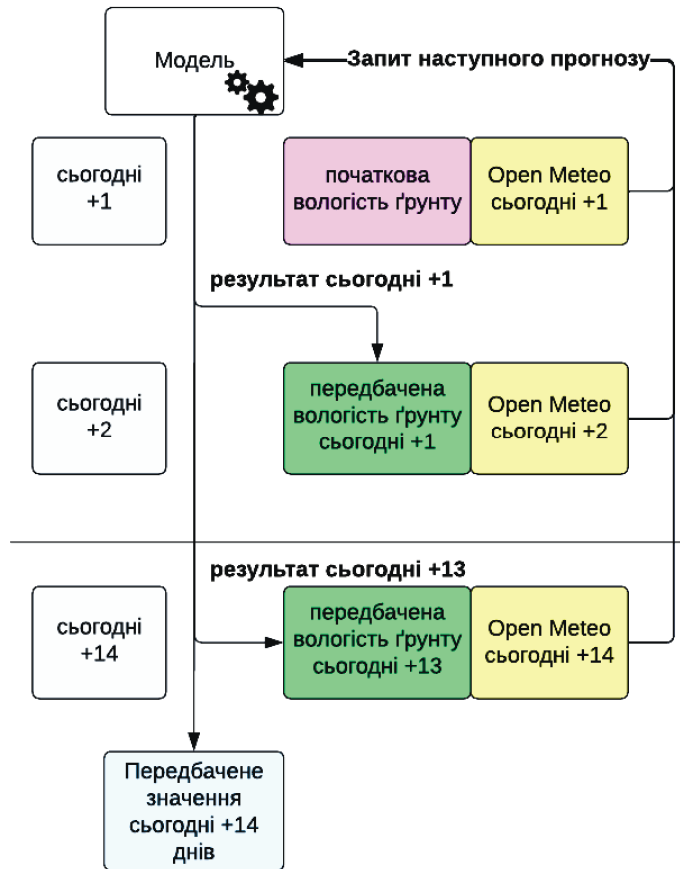 Модель
Запит наступного прогнозу
сьогодні
+1
початкова
вологість ґрунту
Open Meteo
сьогодні +1
результат сьогодні +1
сьогодні
+2
передбачена
вологість ґрунту
сьогодні +1
Open Meteo
сьогодні +2
результат сьогодні +13
сьогодні
+14
передбачена
вологість ґрунту
сьогодні +13
Open Meteo
сьогодні +14
Передбачене
значення
сьогодні +14
днів